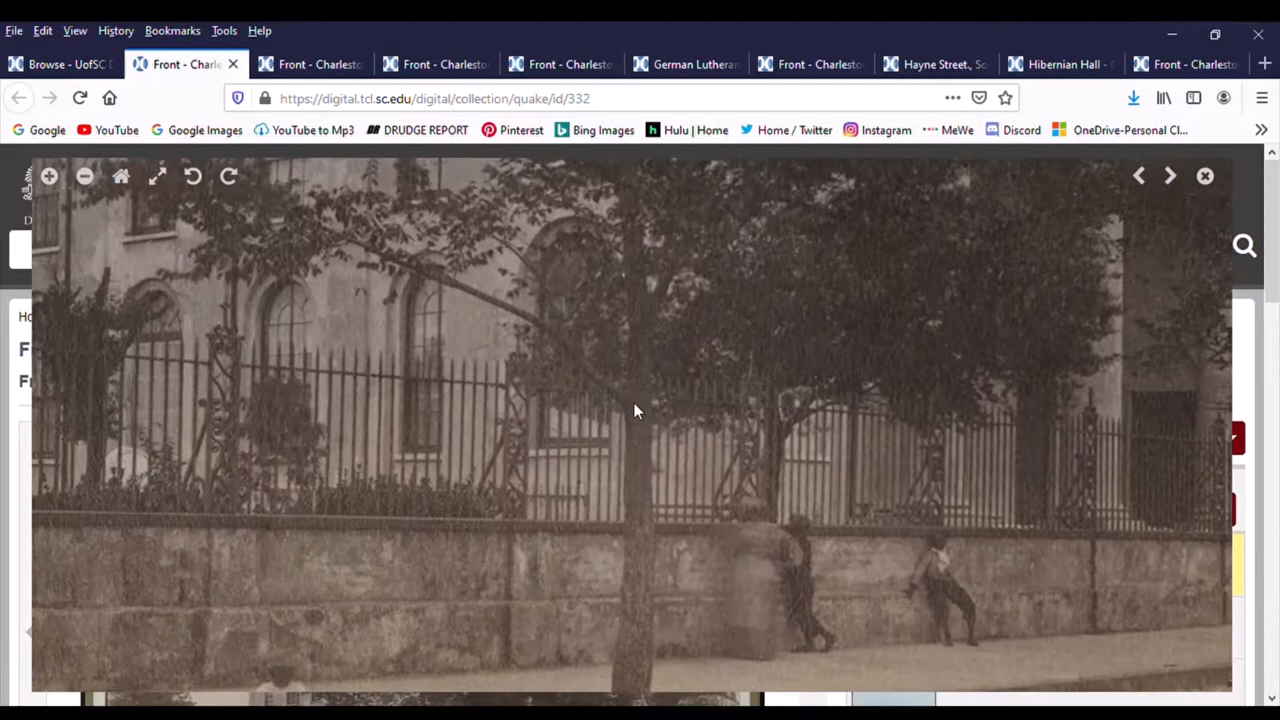 File Edit View History Bookmarks Tools Help
Browse - UofSC D Front - Charle Front - Charlesto Front - Charlesto Front - Charlesto German Lutheran Front - Charlesto Hayne Street., So Hibernian Hall - C Front - Charlesto
https://digital.tcl.sc.edu/digital/collection/quake/id/332
Google YouTube Google Images YouTube to Mp3 DRUDGE REPORT Pinterest Bing Images Hulu | Home Home / Twitter Instagram MeWe Discord OneDrive-Personal Cl...
D
Ho
F
Fr